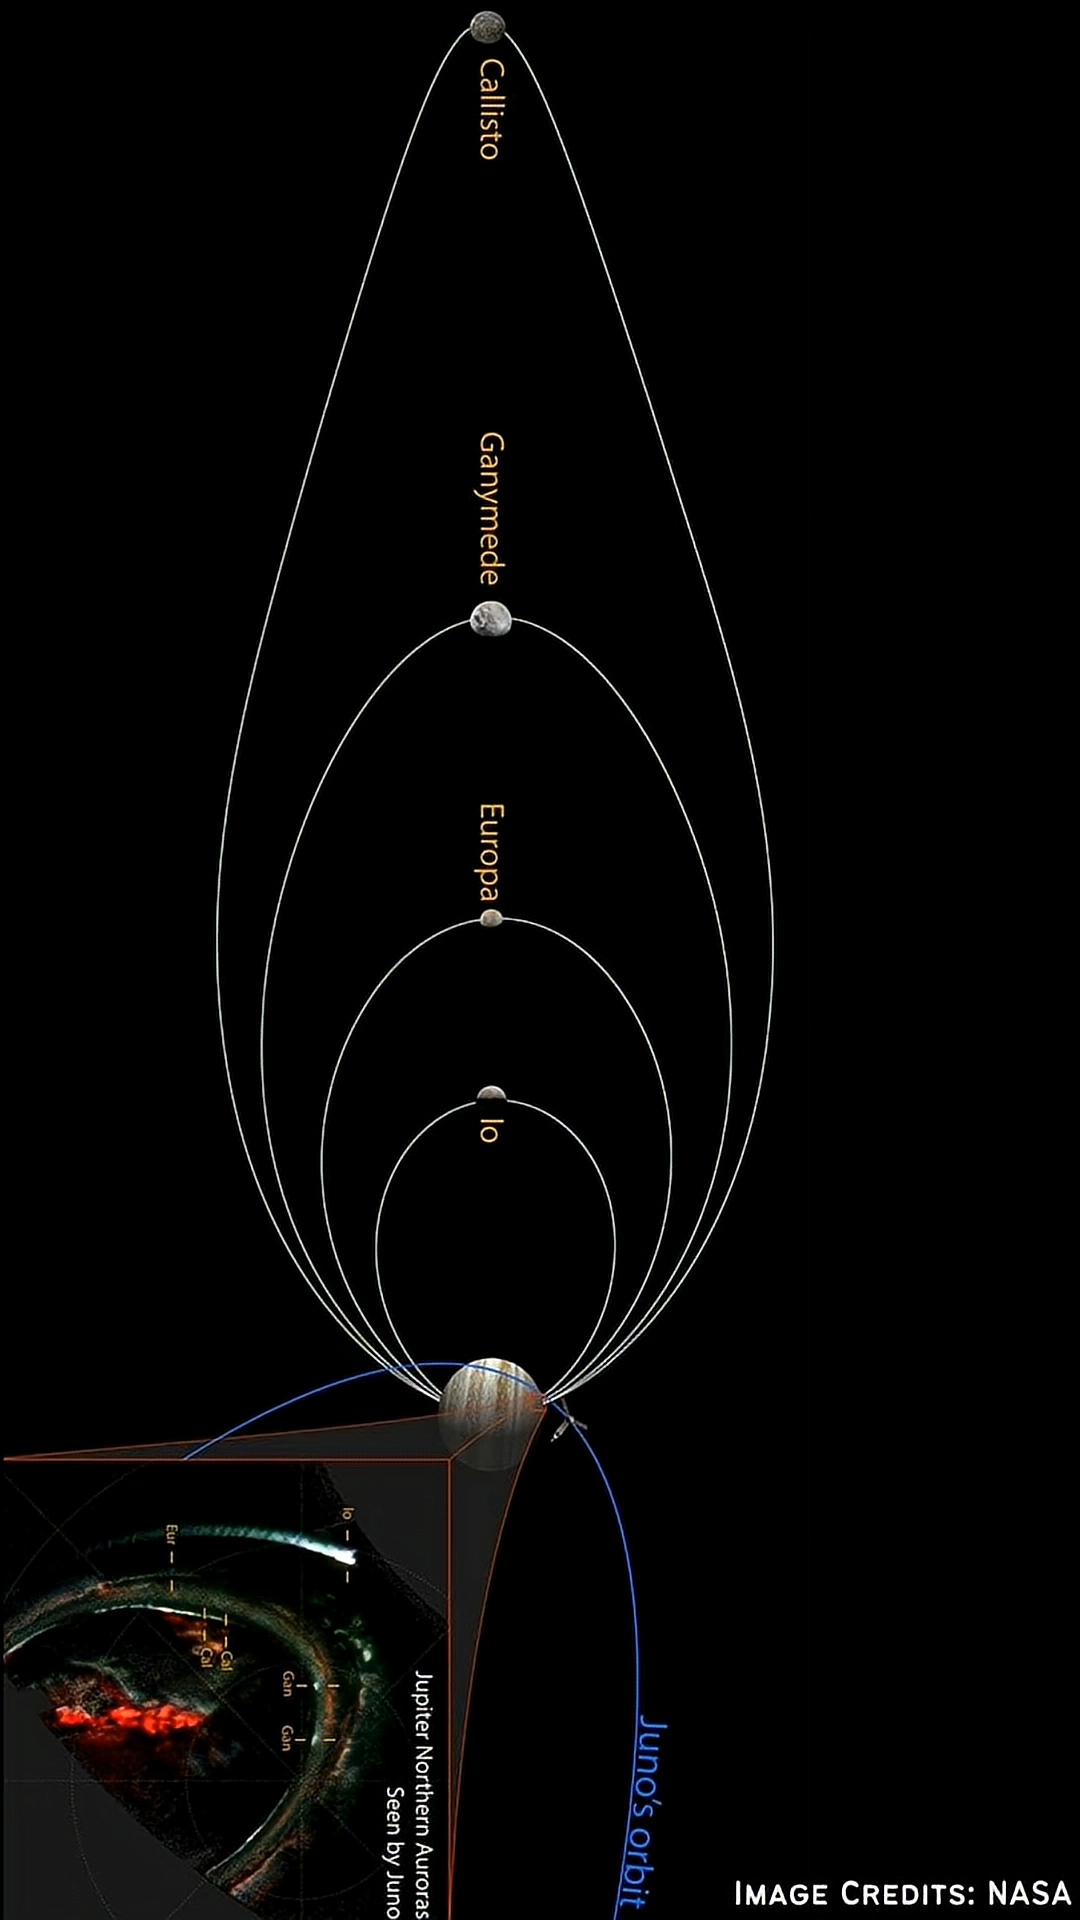 Callisto
Ganymede
Europa
Io
Io
Eur
Cal
Cal
Gan
Gan
Jupiter Northern Auroras
Seen by Juno
Juno's orbit
IMAGE CREDITS: NASA